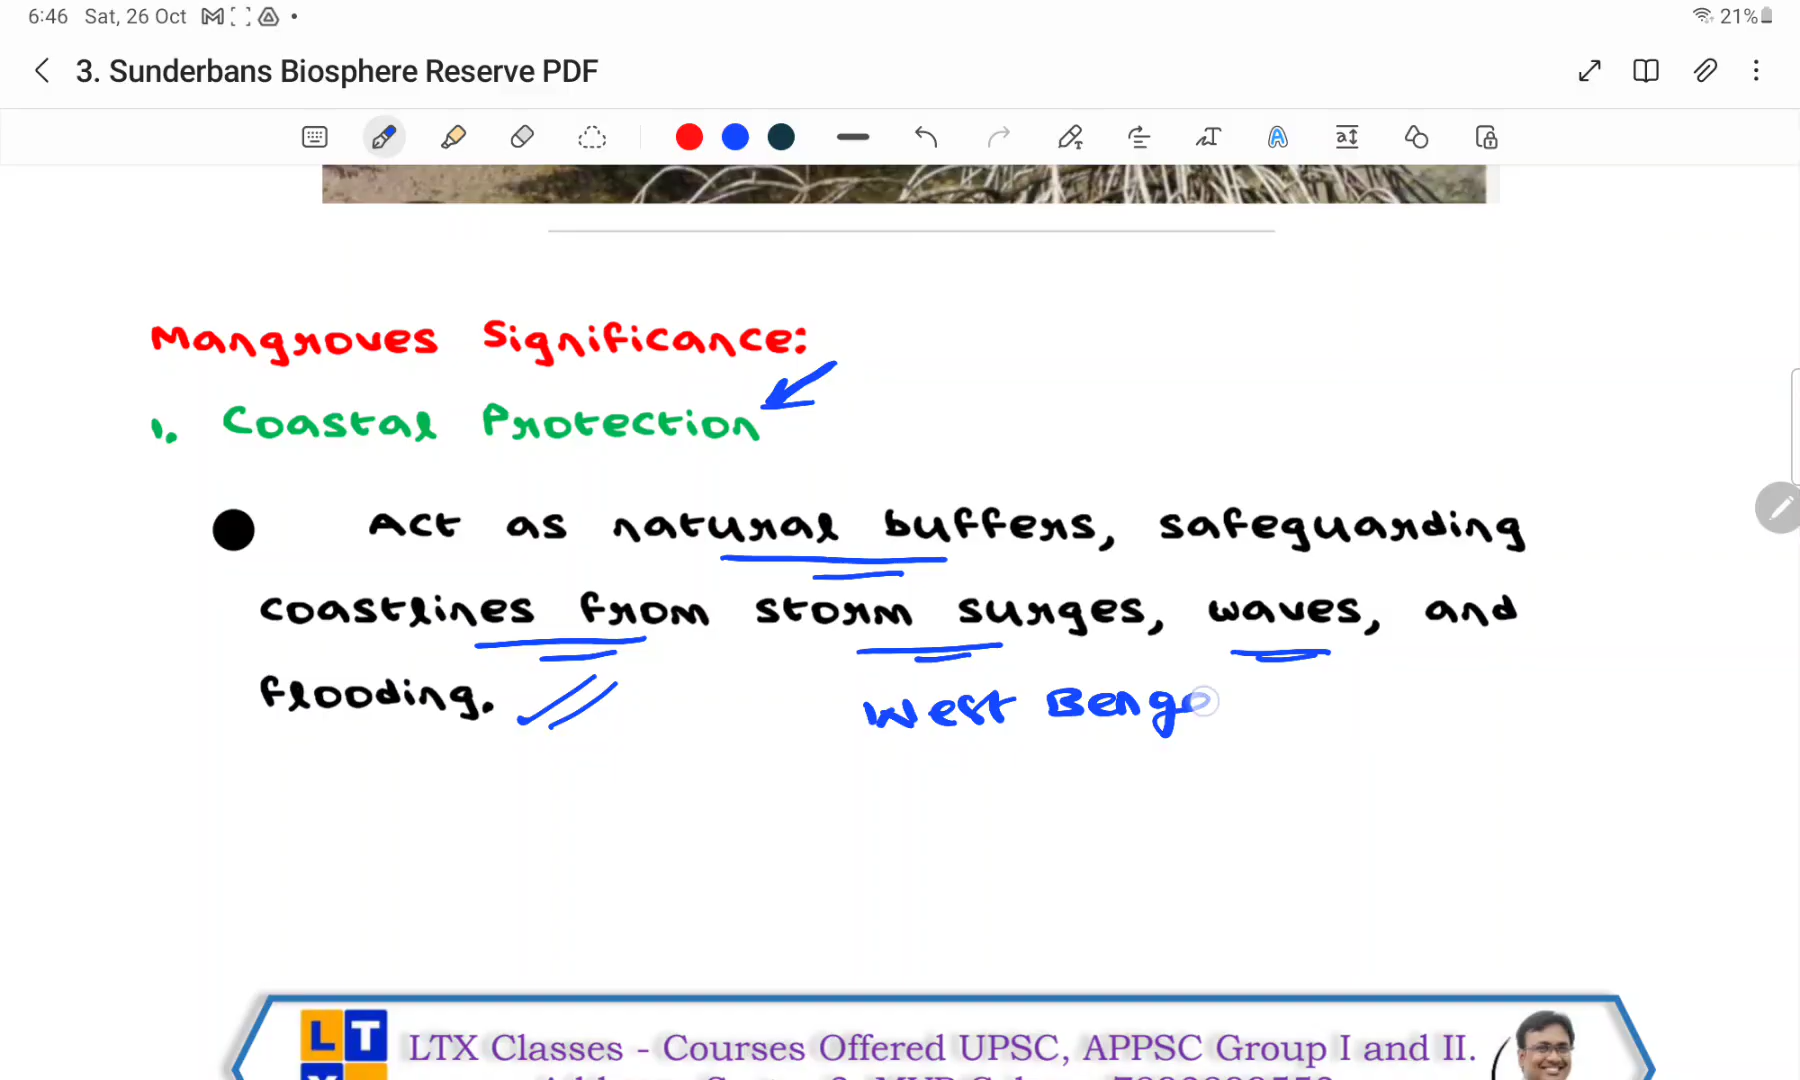 6:46 Sat, 26 Oct
21%
3. Sunderbans Biosphere Reserve PDF
Mangroves Significance:
1. Coastal Protection
● Act as natural buffers, safeguarding
coastlines from storm surges, waves, and
flooding.
West Benga
LT
LTX Classes - Courses Offered UPSC, APPSC Group I and II.